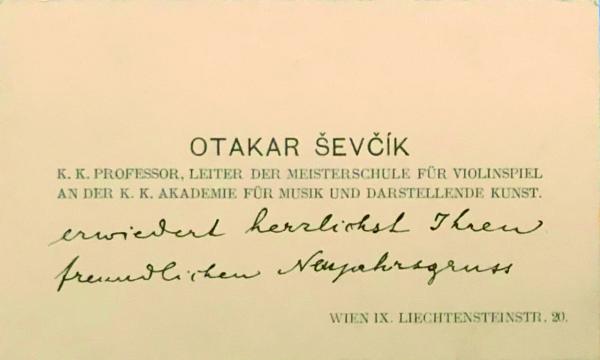 OTAKAR ŠEVČÍK
K. K. PROFESSOR, LEITER DER MEISTERSCHULE FÜR VIOLINSPIEL
AN DER K. K. AKADEMIE FÜR MUSIK UND DARSTELLENDE KUNST.
erwiedert herzlichst Ihren
freundlichen Neujahrsgruss
WIEN IX. LIECHTENSTEINSTR. 20.